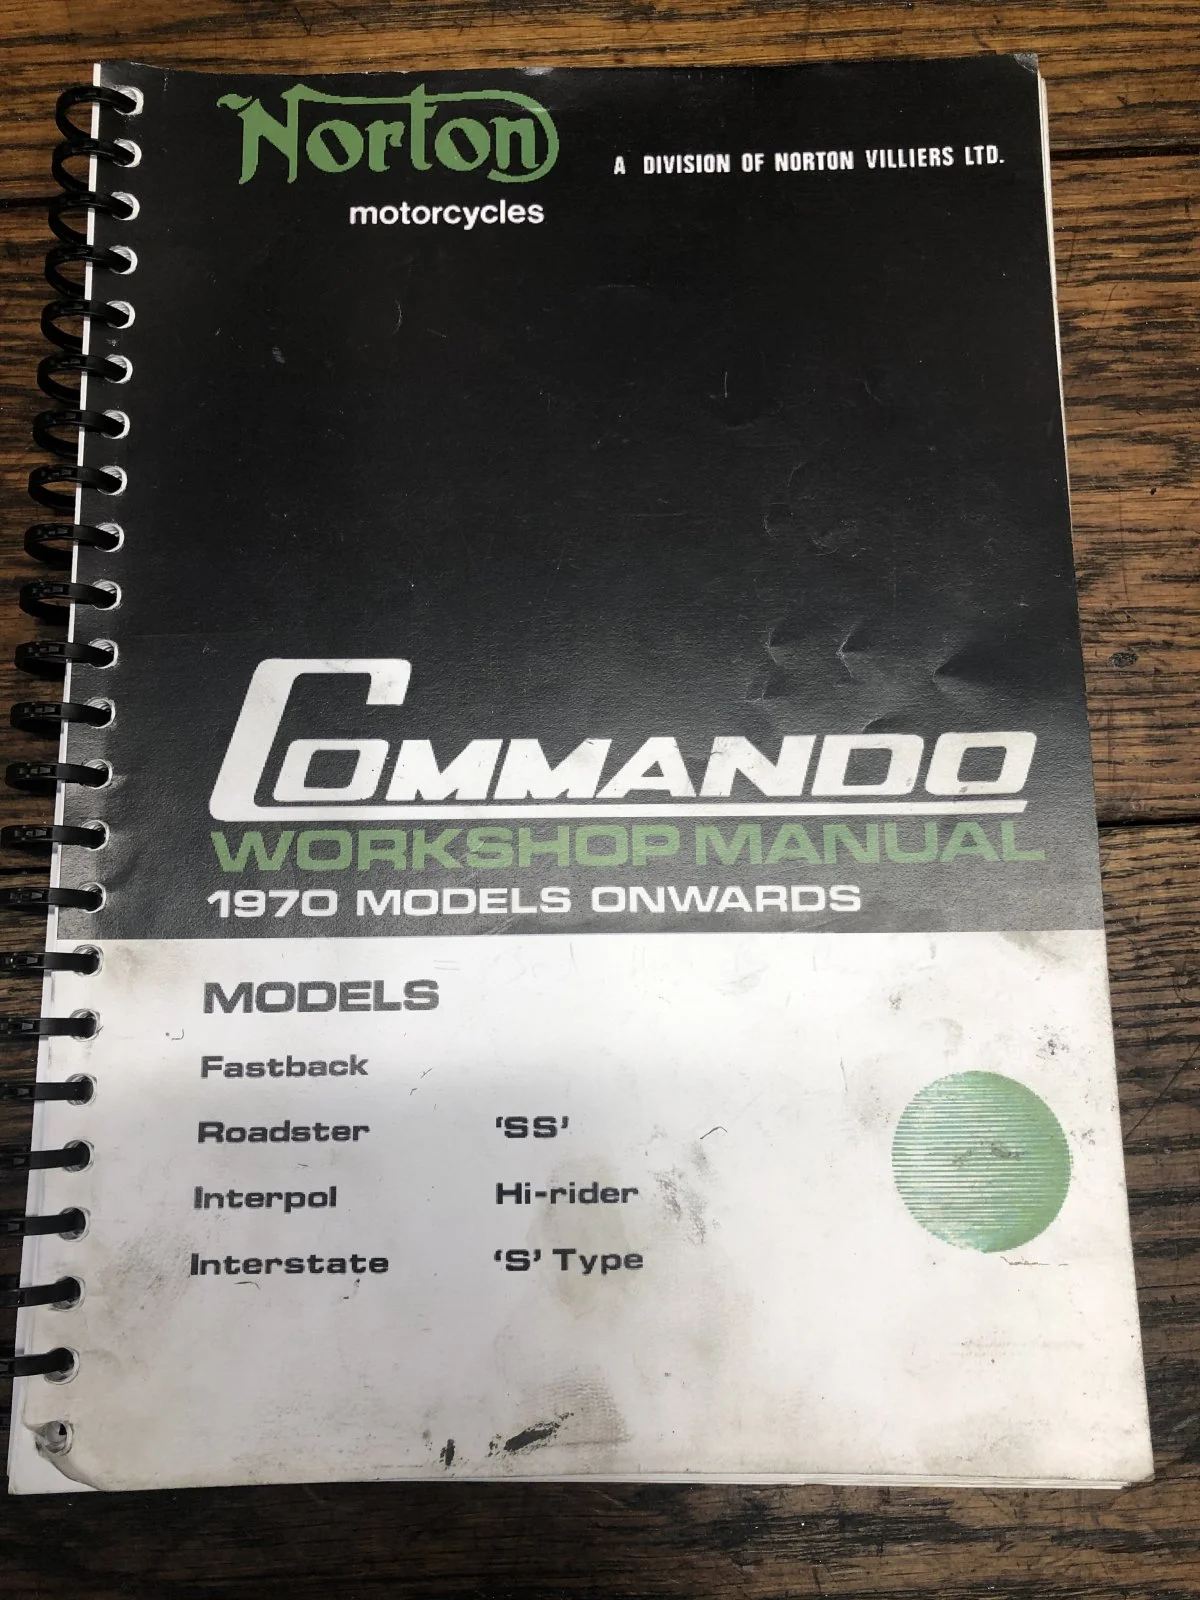 Norton
motorcycles
A DIVISION OF NORTON VILLIERS LTD.
COMMANDO
WORKSHOP MANUAL
1970 MODELS ONWARDS
MODELS
Fastback
Roadster 'SS'
Interpol Hi-rider
Interstate 'S' Type